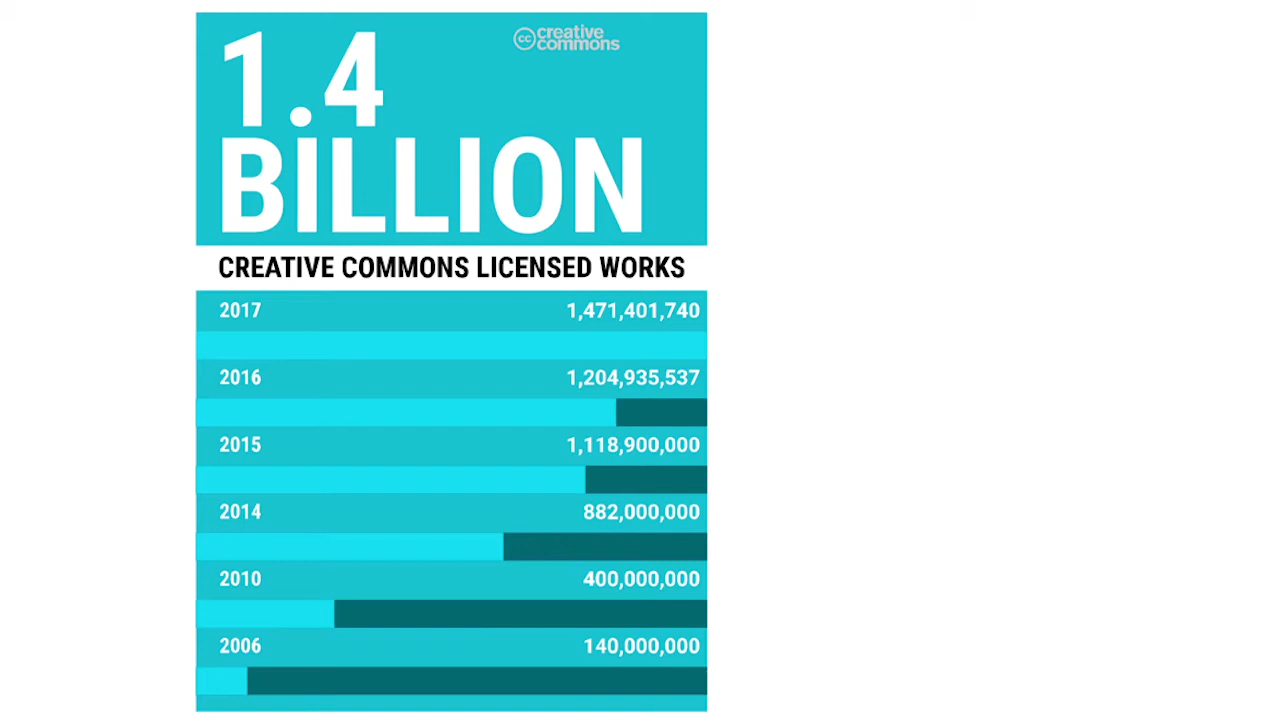 cc creative
commons
1.4
BILLION
CREATIVE COMMONS LICENSED WORKS
2017 1,471,401,740
2016 1,204,935,537
2015 1,118,900,000
2014 882,000,000
2010 400,000,000
2006 140,000,000